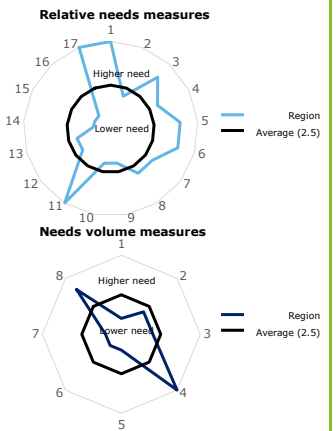 Relative needs measures
1
17
2
16
3
Higher need
15
4
14
Lower need
5
Region
Average (2.5)
13
6
12
7
11
8
10
9
Needs volume measures
1
8
Higher need
2
Region
7
Lower need
3
Average (2.5)
6
4
5